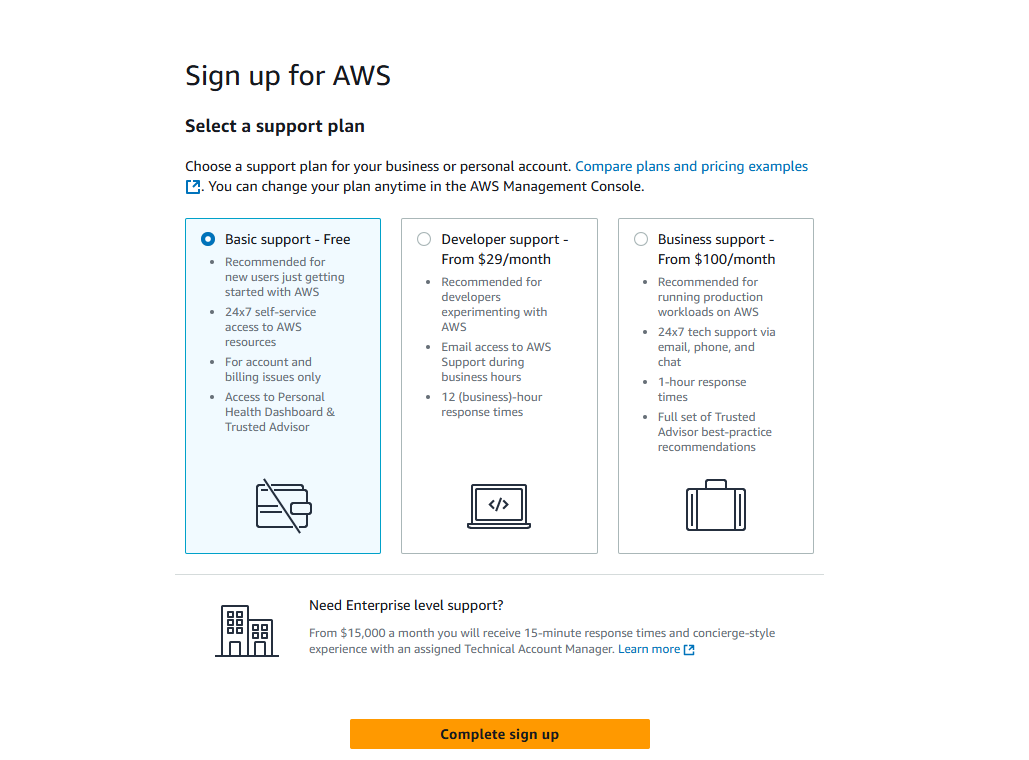 Sign up for AWS
Select a support plan
Choose a support plan for your business or personal account. Compare plans and pricing examples
. You can change your plan anytime in the AWS Management Console.
Basic support - Free
• Recommended for
new users just getting
started with AWS
• 24x7 self-service
access to AWS
resources
• For account and
billing issues only
• Access to Personal
Health Dashboard &
Trusted Advisor
Developer support -
From $29/month
• Recommended for
developers
experimenting with
AWS
• Email access to AWS
Support during
business hours
• 12 (business)-hour
response times
</>
Business support -
From $100/month
• Recommended for
running production
workloads on AWS
• 24x7 tech support via
email, phone, and
chat
• 1-hour response
times
• Full set of Trusted
Advisor best-practice
recommendations
Need Enterprise level support?
From $15,000 a month you will receive 15-minute response times and concierge-style
experience with an assigned Technical Account Manager. Learn more
Complete sign up